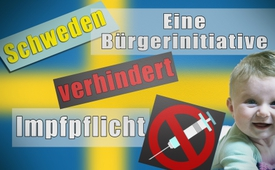 Schweden
Eine
Bürgerinitiative
verhindert
Impfpflicht